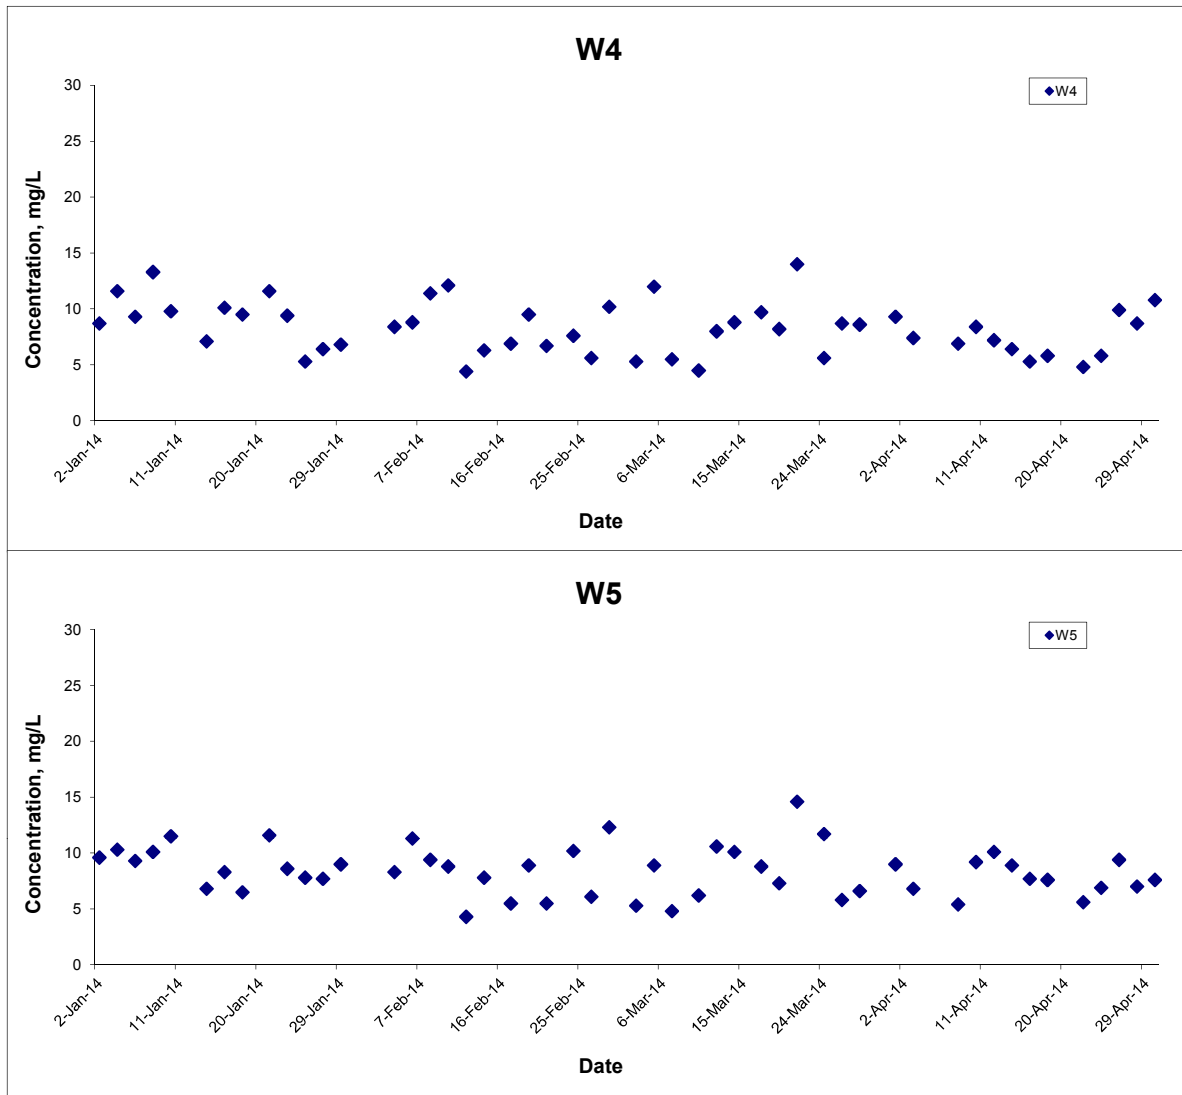 W4
W4
30
25
20
15
10
5
0
Concentration, mg/L
2-Jan-14
11-Jan-14
20-Jan-14
29-Jan-14
7-Feb-14
16-Feb-14
25-Feb-14
6-Mar-14
15-Mar-14
24-Mar-14
2-Apr-14
11-Apr-14
20-Apr-14
29-Apr-14
Date
W5
W5
30
25
20
15
10
5
0
Concentration, mg/L
2-Jan-14
11-Jan-14
20-Jan-14
29-Jan-14
7-Feb-14
16-Feb-14
25-Feb-14
6-Mar-14
15-Mar-14
24-Mar-14
2-Apr-14
11-Apr-14
20-Apr-14
29-Apr-14
Date